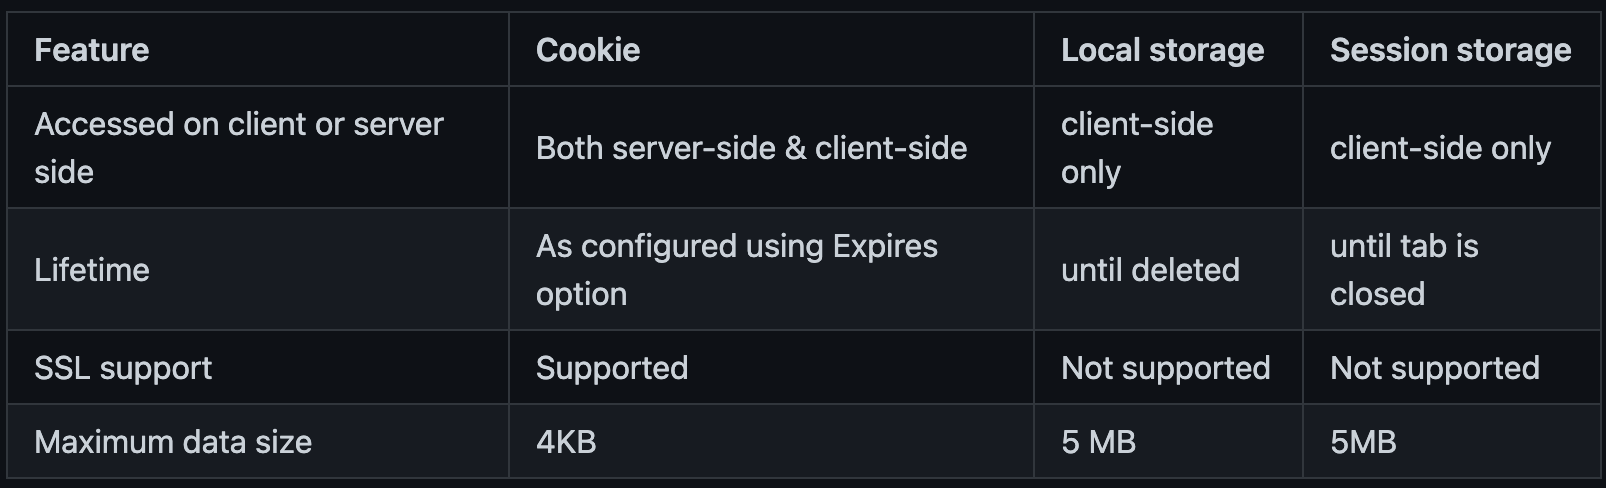 Feature
Cookie
Local storage
Session storage
Accessed on client or server
side
Both server-side & client-side
client-side
only
client-side only
Lifetime
As configured using Expires
option
until deleted
until tab is
closed
SSL support
Supported
Not supported
Not supported
Maximum data size
4KB
5 MB
5MB